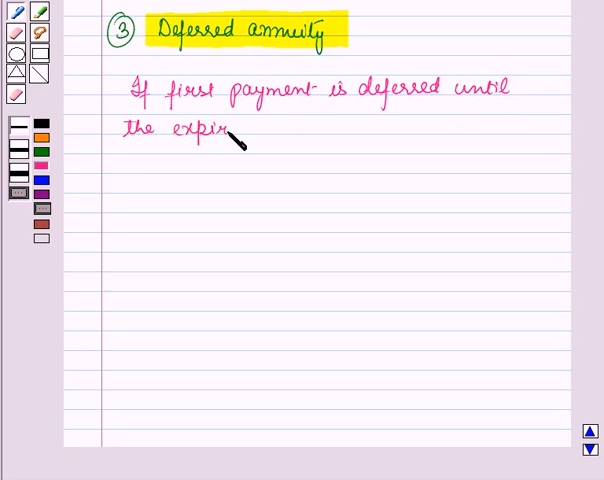 ③ Deferred annuity
If first payment is deferred until
the expir